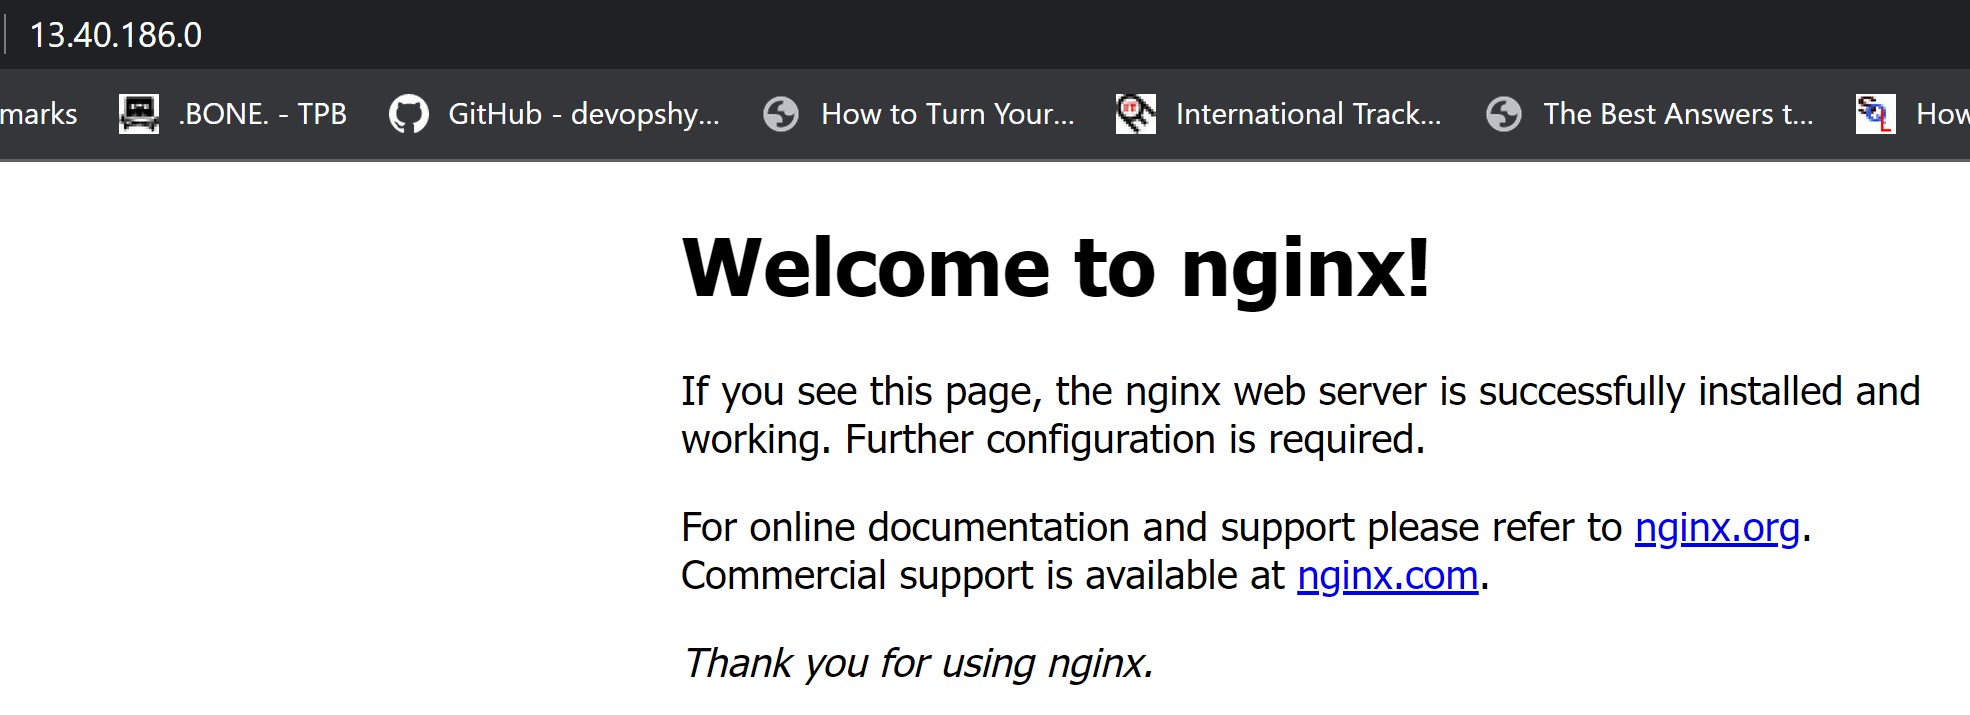 13.40.186.0
marks .BONE. - TPB GitHub - devopshy... How to Turn Your... International Track... The Best Answers t... How
Welcome to nginx!
If you see this page, the nginx web server is successfully installed and
working. Further configuration is required.
For online documentation and support please refer to nginx.org.
Commercial support is available at nginx.com.
Thank you for using nginx.